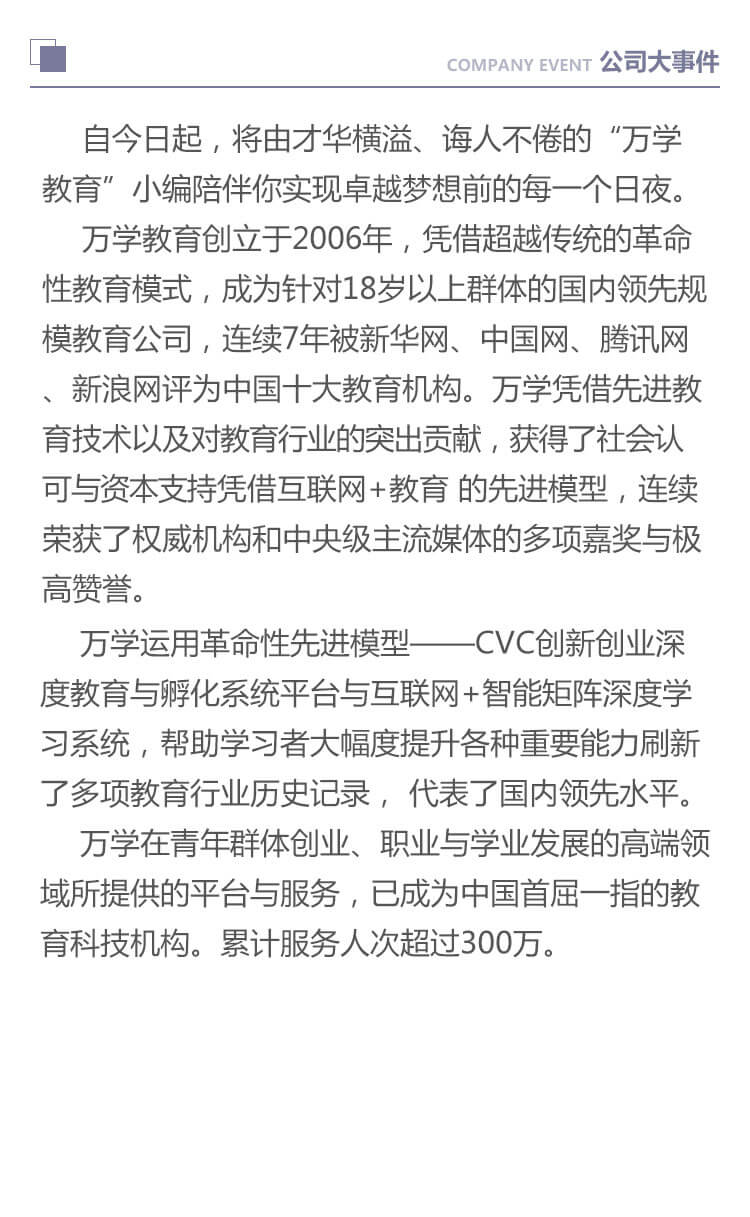 COMPANY EVENT 公司大事件
自今日起，将由才华横溢、诲人不倦的“万学
教育”小编陪伴你实现卓越梦想前的每一个日夜。
万学教育创立于2006年，凭借超越传统的革命
性教育模式，成为针对18岁以上群体的国内领先规
模教育公司，连续7年被新华网、中国网、腾讯网
、新浪网评为中国十大教育机构。万学凭借先进教
育技术以及对教育行业的突出贡献，获得了社会认
可与资本支持凭借互联网+教育 的先进模型，连续
荣获了权威机构和中央级主流媒体的多项嘉奖与极
高赞誉。
万学运用革命性先进模型——CVC创新创业深
度教育与孵化系统平台与互联网+智能矩阵深度学
习系统，帮助学习者大幅度提升各种重要能力刷新
了多项教育行业历史记录， 代表了国内领先水平。
万学在青年群体创业、职业与学业发展的高端领
域所提供的平台与服务，已成为中国首屈一指的教
育科技机构。累计服务人次超过300万。